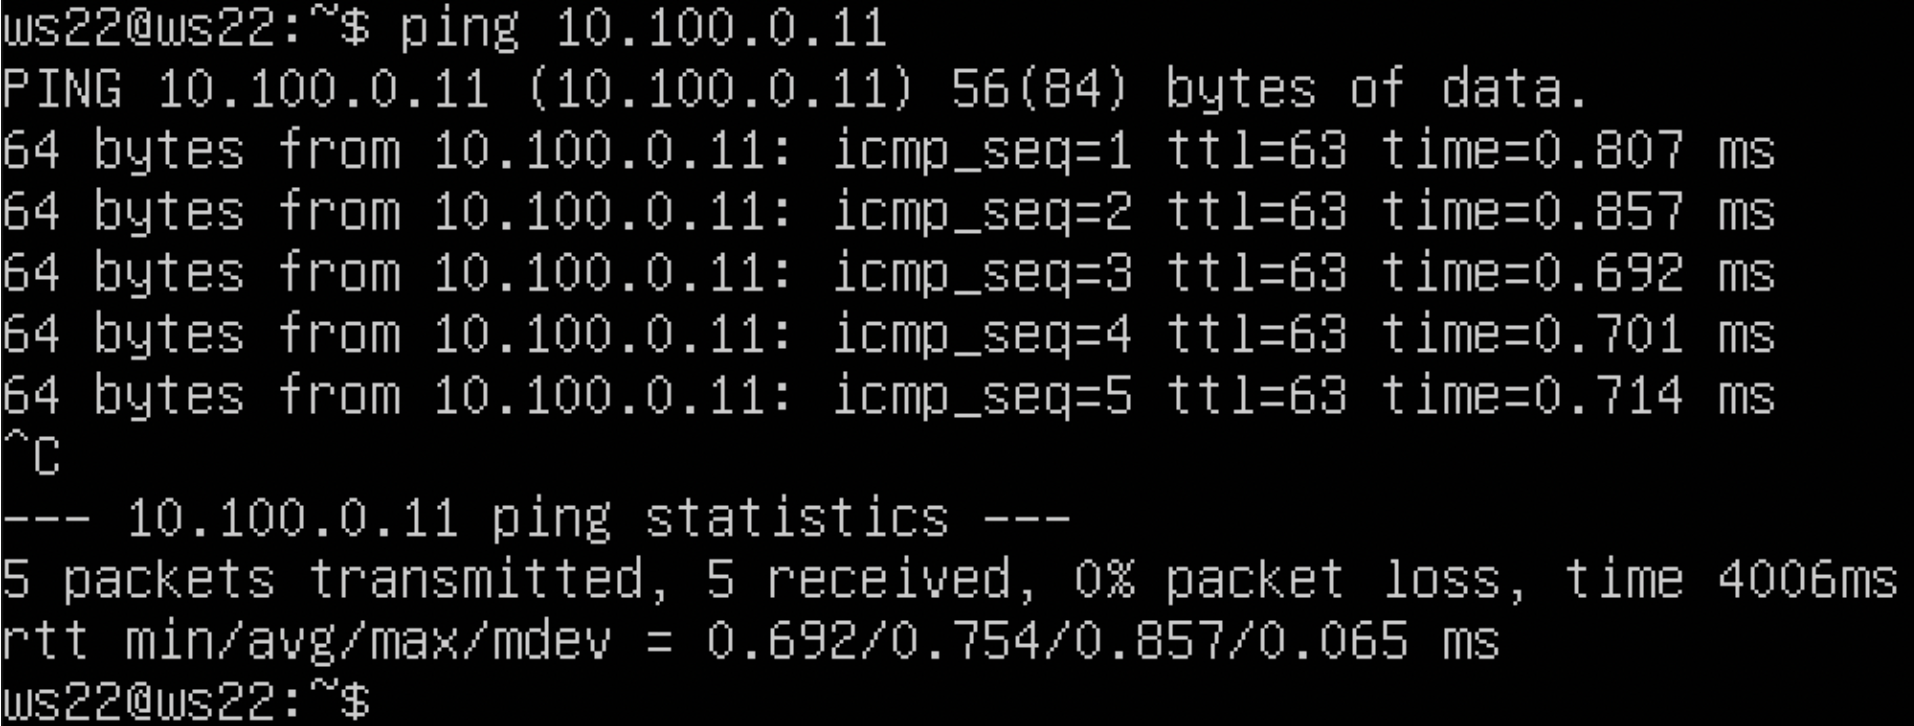 ws22@ws22:~$ ping 10.100.0.11
PING 10.100.0.11 (10.100.0.11) 56(84) bytes of data.
64 bytes from 10.100.0.11: icmp_seq=1 ttl=63 time=0.807 ms
64 bytes from 10.100.0.11: icmp_seq=2 ttl=63 time=0.857 ms
64 bytes from 10.100.0.11: icmp_seq=3 ttl=63 time=0.692 ms
64 bytes from 10.100.0.11: icmp_seq=4 ttl=63 time=0.701 ms
64 bytes from 10.100.0.11: icmp_seq=5 ttl=63 time=0.714 ms
^C
--- 10.100.0.11 ping statistics ---
5 packets transmitted, 5 received, 0% packet loss, time 4006ms
rtt min/avg/max/mdev = 0.692/0.754/0.857/0.065 ms
ws22@ws22:~$